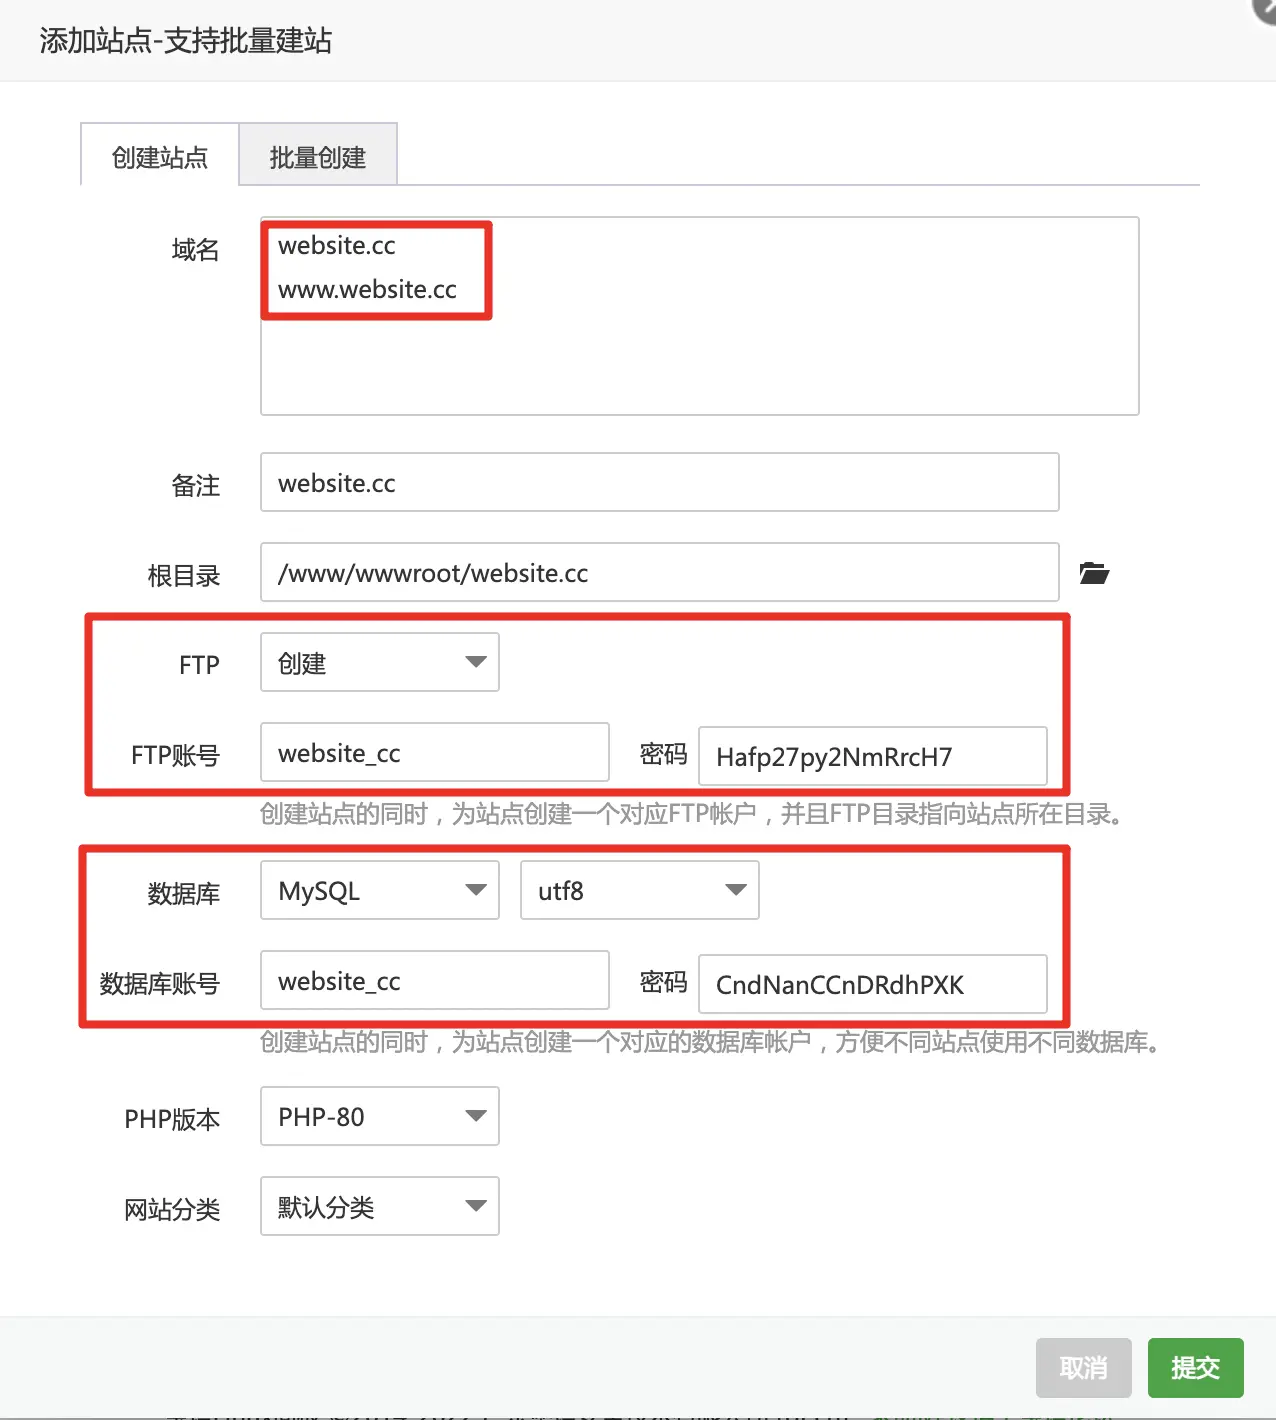 添加站点-支持批量建站
创建站点 批量创建
域名 website.cc
www.website.cc
备注 website.cc
根目录 /www/wwwroot/website.cc
FTP 创建
FTP账号 website_cc 密码 Hafp27py2NmRrcH7
创建站点的同时，为站点创建一个对应FTP帐户，并且FTP目录指向站点所在目录。
数据库 MySQL utf8
数据库账号 website_cc 密码 CndNanCCnDRdhPXK
创建站点的同时，为站点创建一个对应的数据库帐户，方便不同站点使用不同数据库。
PHP版本 PHP-80
网站分类 默认分类
取消 提交